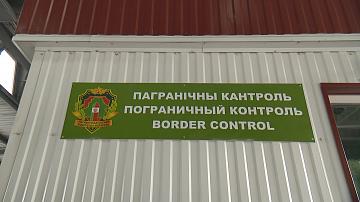 ПАГРАНІЧНЫ КАНТРОЛЬ
ПОГРАНИЧНЫЙ КОНТРОЛЬ
BORDER CONTROL